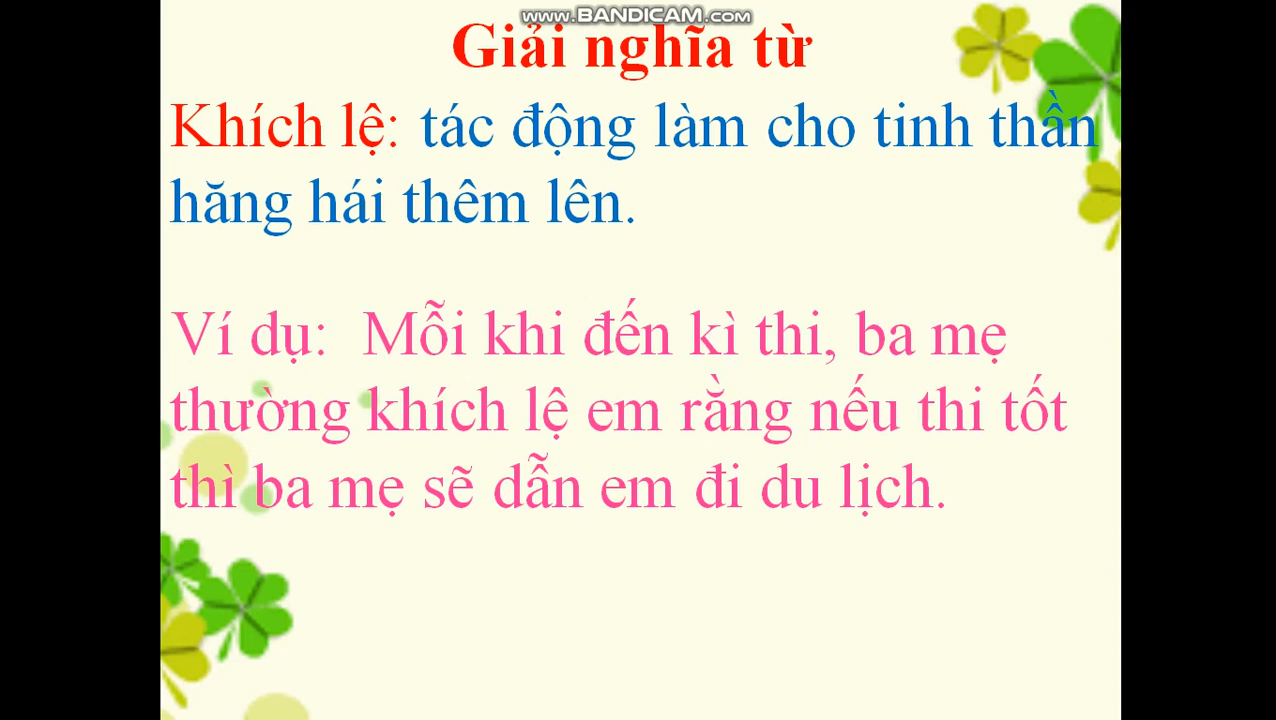 www.BANDICAM.com
Giải nghĩa từ
Khích lệ: tác động làm cho tinh thần
hăng hái thêm lên.
Ví dụ: Mỗi khi đến kì thi, ba mẹ
thường khích lệ em rằng nếu thi tốt
thì ba mẹ sẽ dẫn em đi du lịch.